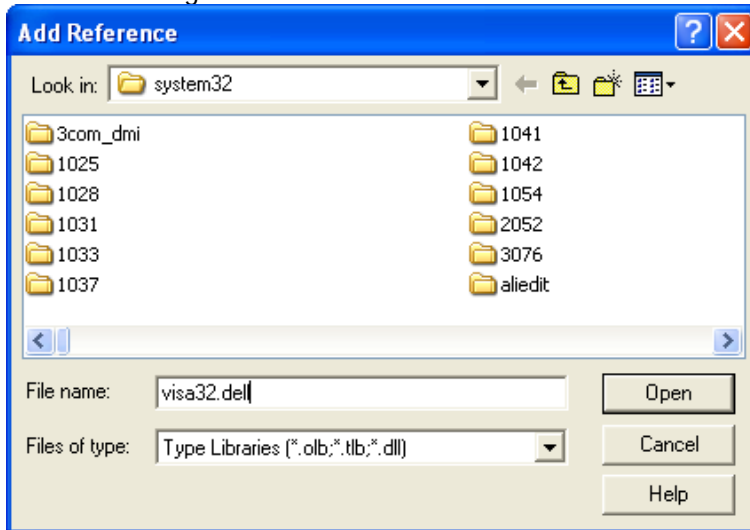 Add Reference
Look in: system32
3com_dmi
1025
1028
1031
1033
1037
1041
1042
1054
2052
3076
aliedit
File name: visa32.dell Open
Files of type: Type Libraries (*.olb;*.tlb;*.dll) Cancel
Help